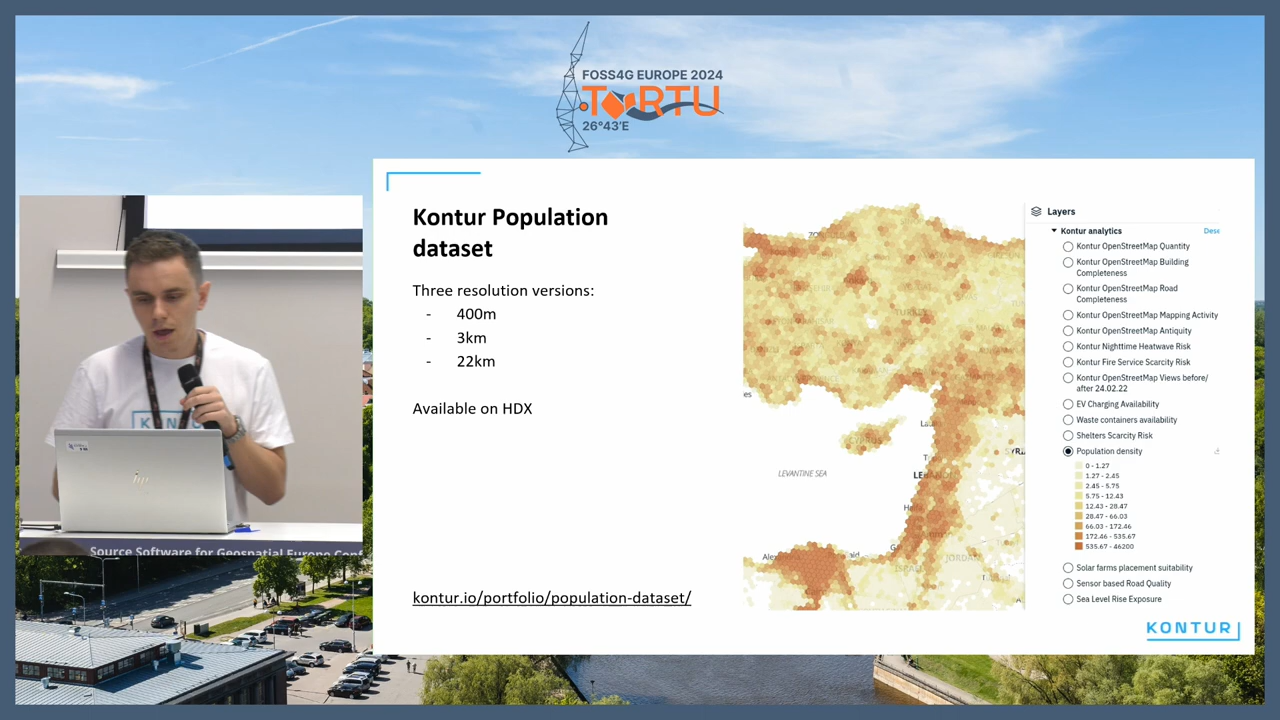 FOSS4G EUROPE 2024
TARTU
26°43'E
Kontur Population
dataset
Three resolution versions:
- 400m
- 3km
- 22km
Available on HDX
kontur.io/portfolio/population-dataset/
LEVANTINE SEA
Layers
Kontur analytics
Kontur OpenStreetMap Quantity
Kontur OpenStreetMap Building
Completeness
Kontur OpenStreetMap Road
Completeness
Kontur OpenStreetMap Mapping Activity
Kontur OpenStreetMap Antiquity
Kontur Nighttime Heatwave Risk
Kontur Fire Service Scarcity Risk
Kontur OpenStreetMap Views before/
after 24.02.22
EV Charging Availability
Waste containers availability
Shelters Scarcity Risk
Population density
0 - 1.27
1.27 - 2.45
2.45 - 5.75
5.75 - 12.43
12.43 - 28.47
28.47 - 66.03
66.03 - 172.46
172.46 - 535.67
535.67 - 46200
Solar farms placement suitability
Sensor based Road Quality
Sea Level Rise Exposure
KONTUR
hp
Source Software for Geospatial Europe Conf